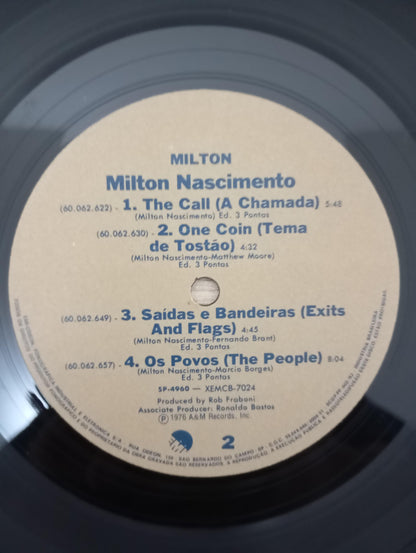 MILTON
Milton Nascimento
(60.062.622) - 1. The Call (A Chamada) 5:48
(Milton Nascimento) Ed. 3 Pontas
(60.062.630) - 2. One Coin (Tema
de Tostáo) 4:32
(Milton Nascimento-Matthew Moore)
Ed. 3 Pontas
(60.062.649) - 3. Saídas e Bandeiras (Exits
And Flags) 4:45
(Milton Nascimento-Fernando Brant)
Ed. 3 Pontas
(60.062.657) - 4. Os Povos (The People) 8:04
(Milton Nascimento-Marcio Borges)
Ed. 3 Pontas
SP-4960 - XEMCB-7024
Produced by Rob Fraboni
Associate Producer: Ronaldo Bastos
Ⓟ 1976 A&M Records, Inc.
EMI
2